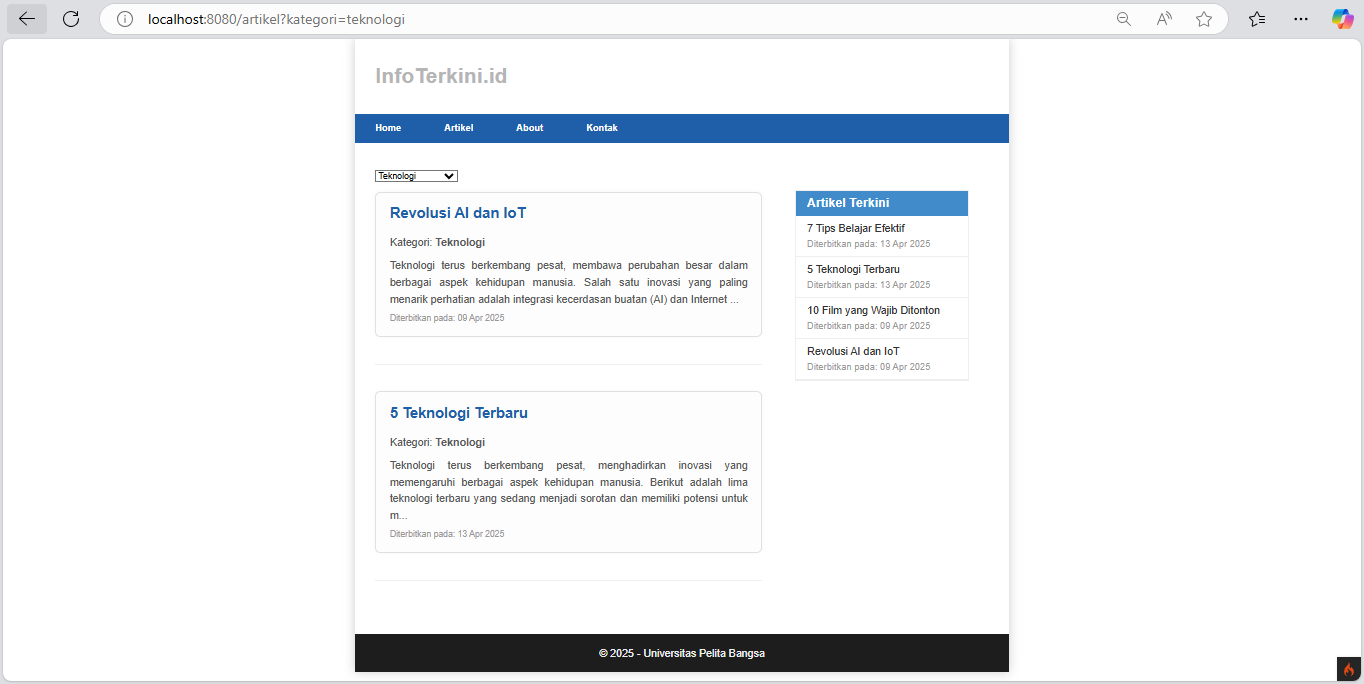 localhost:8080/artikel?kategori=teknologi
InfoTerkini.id
Home Artikel About Kontak
Teknologi
Revolusi AI dan IoT
Kategori: Teknologi
Teknologi terus berkembang pesat, membawa perubahan besar dalam
berbagai aspek kehidupan manusia. Salah satu inovasi yang paling
menarik perhatian adalah integrasi kecerdasan buatan (AI) dan Internet ...
Diterbitkan pada: 09 Apr 2025
5 Teknologi Terbaru
Kategori: Teknologi
Teknologi terus berkembang pesat, menghadirkan inovasi yang
memengaruhi berbagai aspek kehidupan manusia. Berikut adalah lima
teknologi terbaru yang sedang menjadi sorotan dan memiliki potensi untuk
m...
Diterbitkan pada: 13 Apr 2025
Artikel Terkini
7 Tips Belajar Efektif
Diterbitkan pada: 13 Apr 2025
5 Teknologi Terbaru
Diterbitkan pada: 13 Apr 2025
10 Film yang Wajib Ditonton
Diterbitkan pada: 09 Apr 2025
Revolusi AI dan IoT
Diterbitkan pada: 09 Apr 2025
© 2025 - Universitas Pelita Bangsa